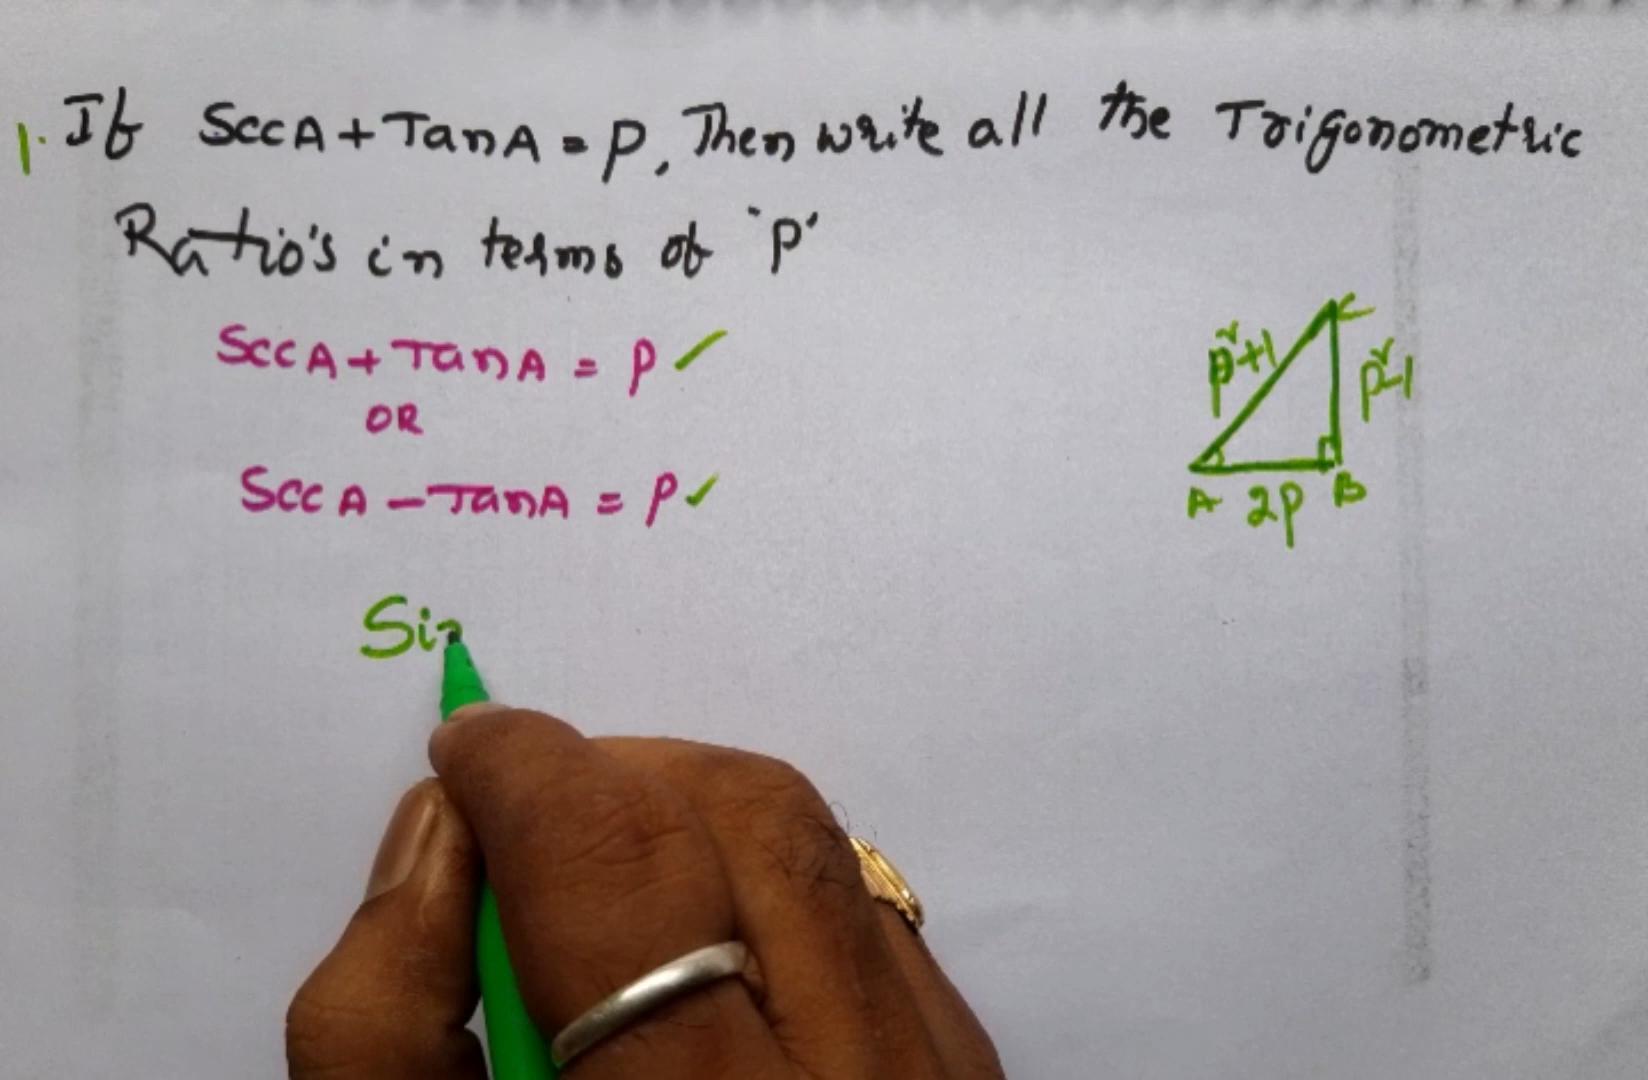 1. If SecA + TanA = P, Then write all the Trigonometric
Ratio's in terms of 'p'
SecA + TanA = p ✓
OR
SecA - TanA = p ✓
Sin
C
p²+1
p²-1
A 2p B